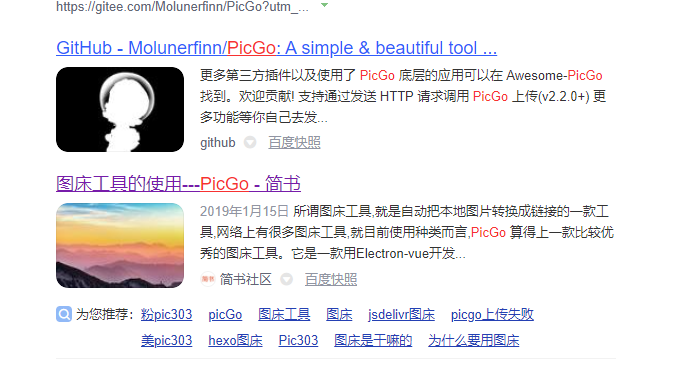 https://gitee.com/Molunerfinn/PicGo?utm_...
GitHub - Molunerfinn/PicGo: A simple & beautiful tool ...
更多第三方插件以及使用了 PicGo 底层的应用可以在 Awesome-PicGo
找到。欢迎贡献! 支持通过发送 HTTP 请求调用 PicGo 上传(v2.2.0+) 更
多功能等你自己去发...
github 百度快照
图床工具的使用---PicGo - 简书
2019年1月15日 所谓图床工具,就是自动把本地图片转换成链接的一款工
具,网络上有很多图床工具,就目前使用种类而言,PicGo 算得上一款比较优
秀的图床工具。它是一款用Electron-vue开发...
简书 简书社区 百度快照
为您推荐: 粉pic303 picGo 图床工具 图床 jsdelivr图床 picgo上传失败
美pic303 hexo图床 Pic303 图床是干嘛的 为什么要用图床